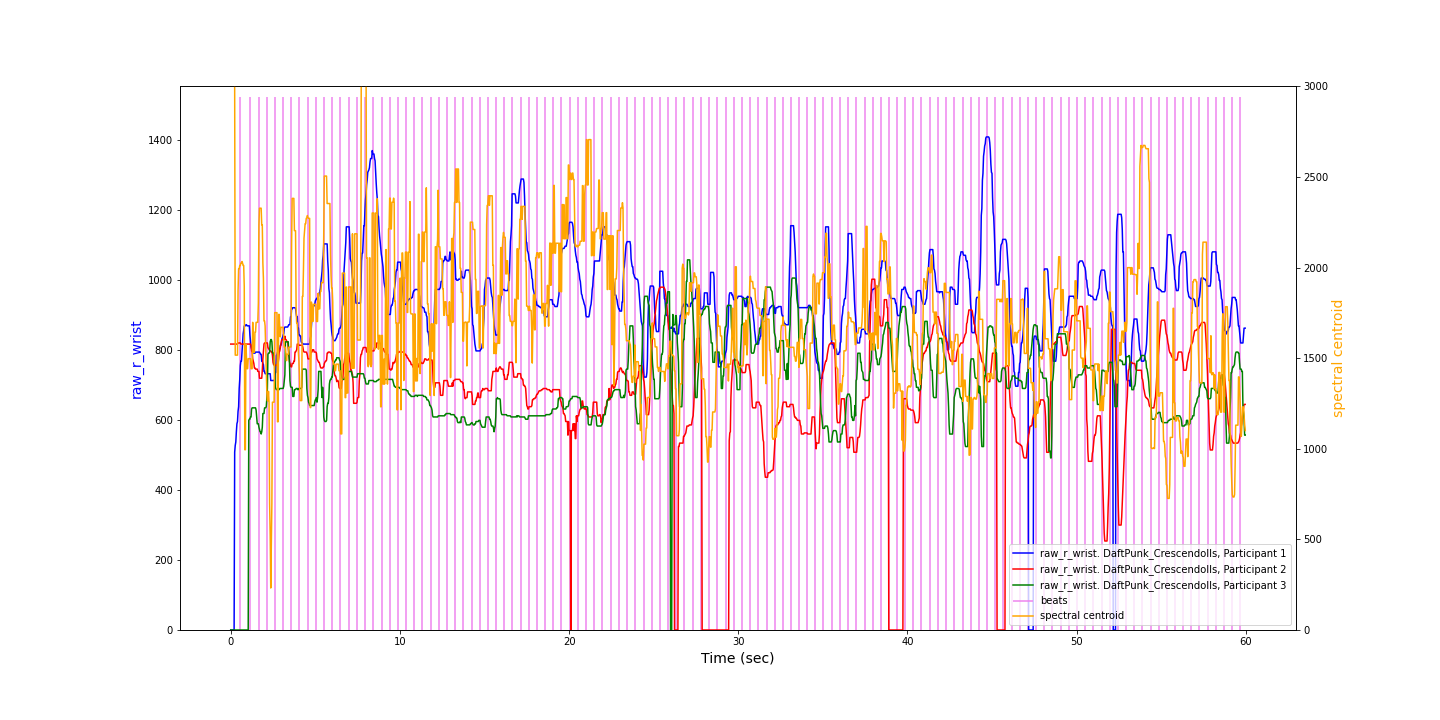 1400
1200
1000
800
600
400
200
0
raw_r_wrist
3000
2500
2000
1500
1000
500
0
spectral centroid
raw_r_wrist. DaftPunk_Crescendolls, Participant 1
raw_r_wrist. DaftPunk_Crescendolls, Participant 2
raw_r_wrist. DaftPunk_Crescendolls, Participant 3
beats
spectral centroid
0 10 20 30 40 50 60
Time (sec)